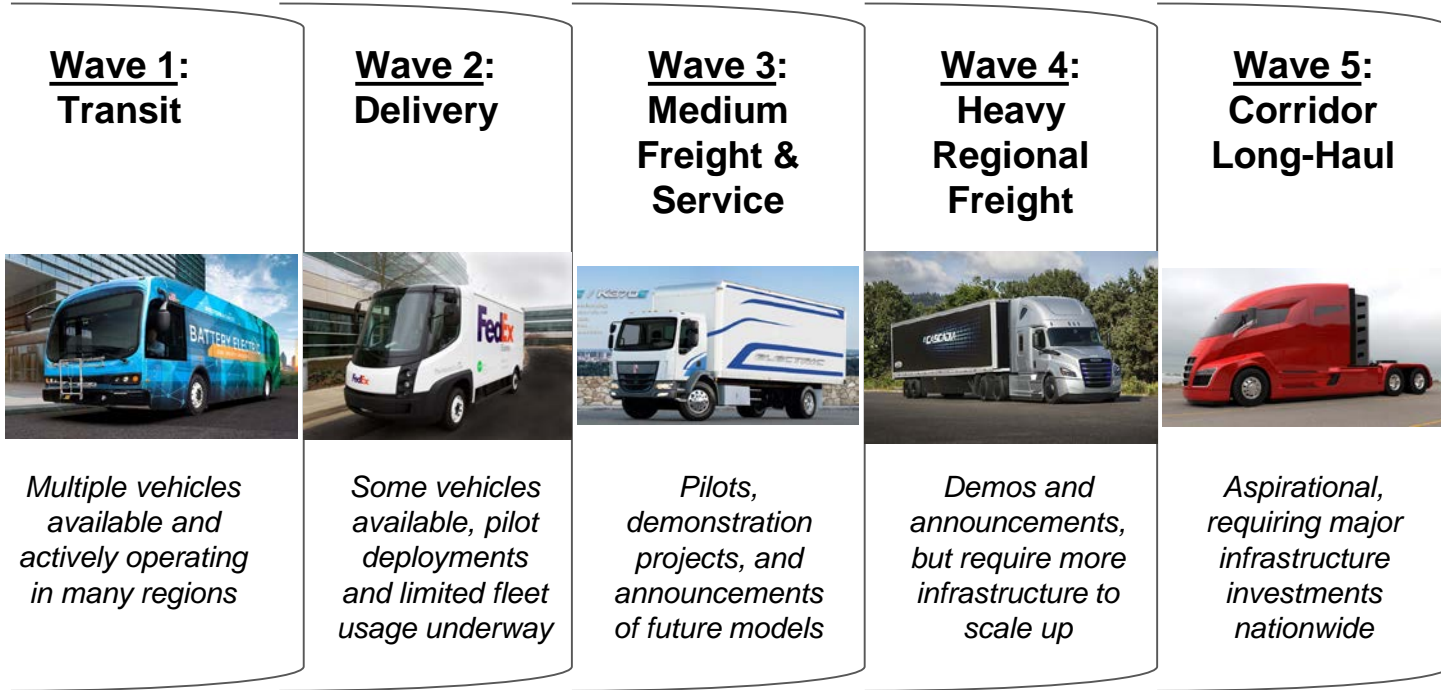 Wave 1:
Transit
Wave 2:
Delivery
Wave 3:
Medium
Freight &
Service
Wave 4:
Heavy
Regional
Freight
Wave 5:
Corridor
Long-Haul
BATTERY ELECTRIC
FedEx
FedEx
K370
ELECTRIC
CASCADIA
Multiple vehicles
available and
actively operating
in many regions
Some vehicles
available, pilot
deployments
and limited fleet
usage underway
Pilots,
demonstration
projects, and
announcements
of future models
Demos and
announcements,
but require more
infrastructure to
scale up
Aspirational,
requiring major
infrastructure
investments
nationwide